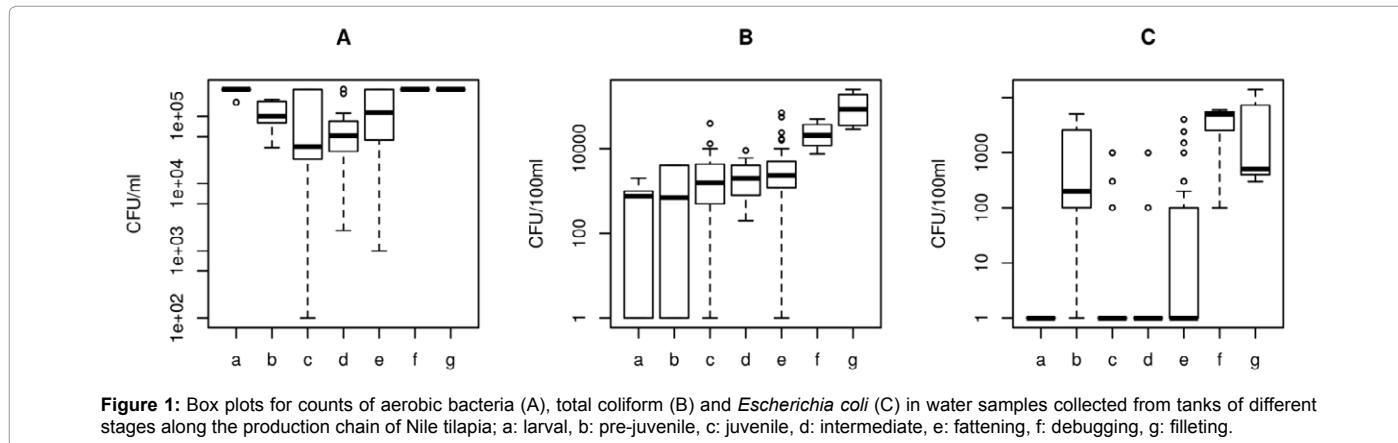 A
B
C
CFU/ml
1e+05
1e+04
1e+03
1e+02
a b c d e f g
CFU/100ml
10000
100
1
a b c d e f g
CFU/100ml
1000
100
10
1
a b c d e f g
Figure 1: Box plots for counts of aerobic bacteria (A), total coliform (B) and Escherichia coli (C) in water samples collected from tanks of different
stages along the production chain of Nile tilapia; a: larval, b: pre-juvenile, c: juvenile, d: intermediate, e: fattening, f: debugging, g: filleting.